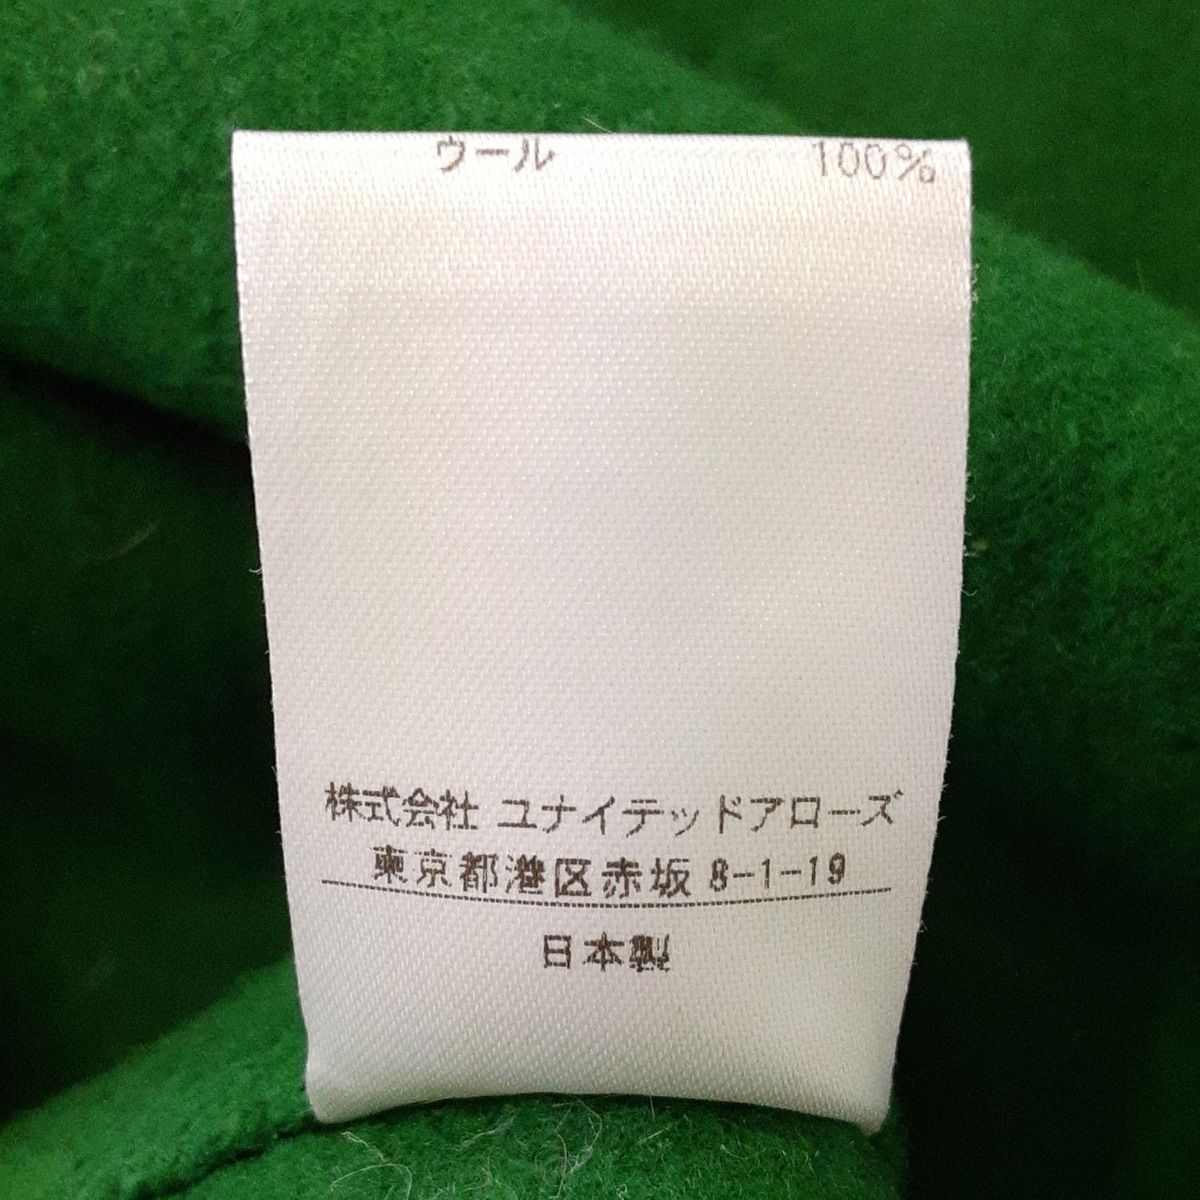 ウール 100%
株式会社 ユナイテッドアローズ
東京都港区赤坂 8-1-19
日本製